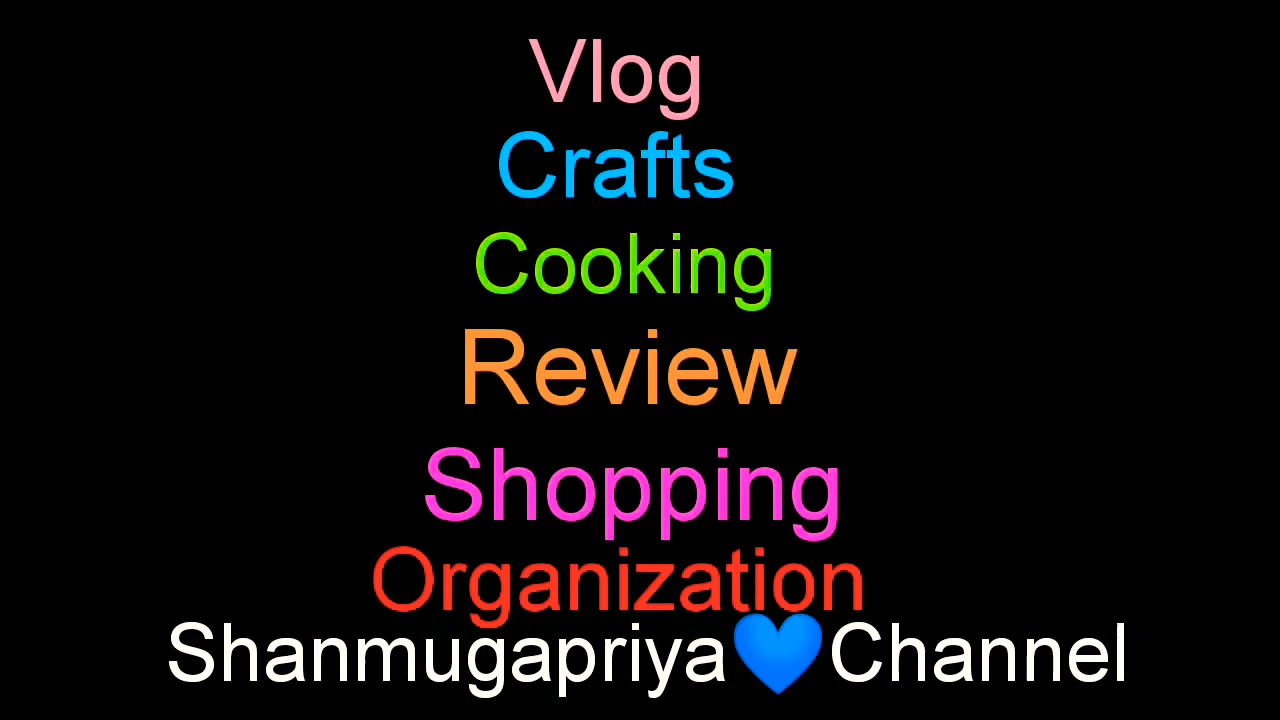 Vlog
Crafts
Cooking
Review
Shopping
Organization
Shanmugapriya💙Channel